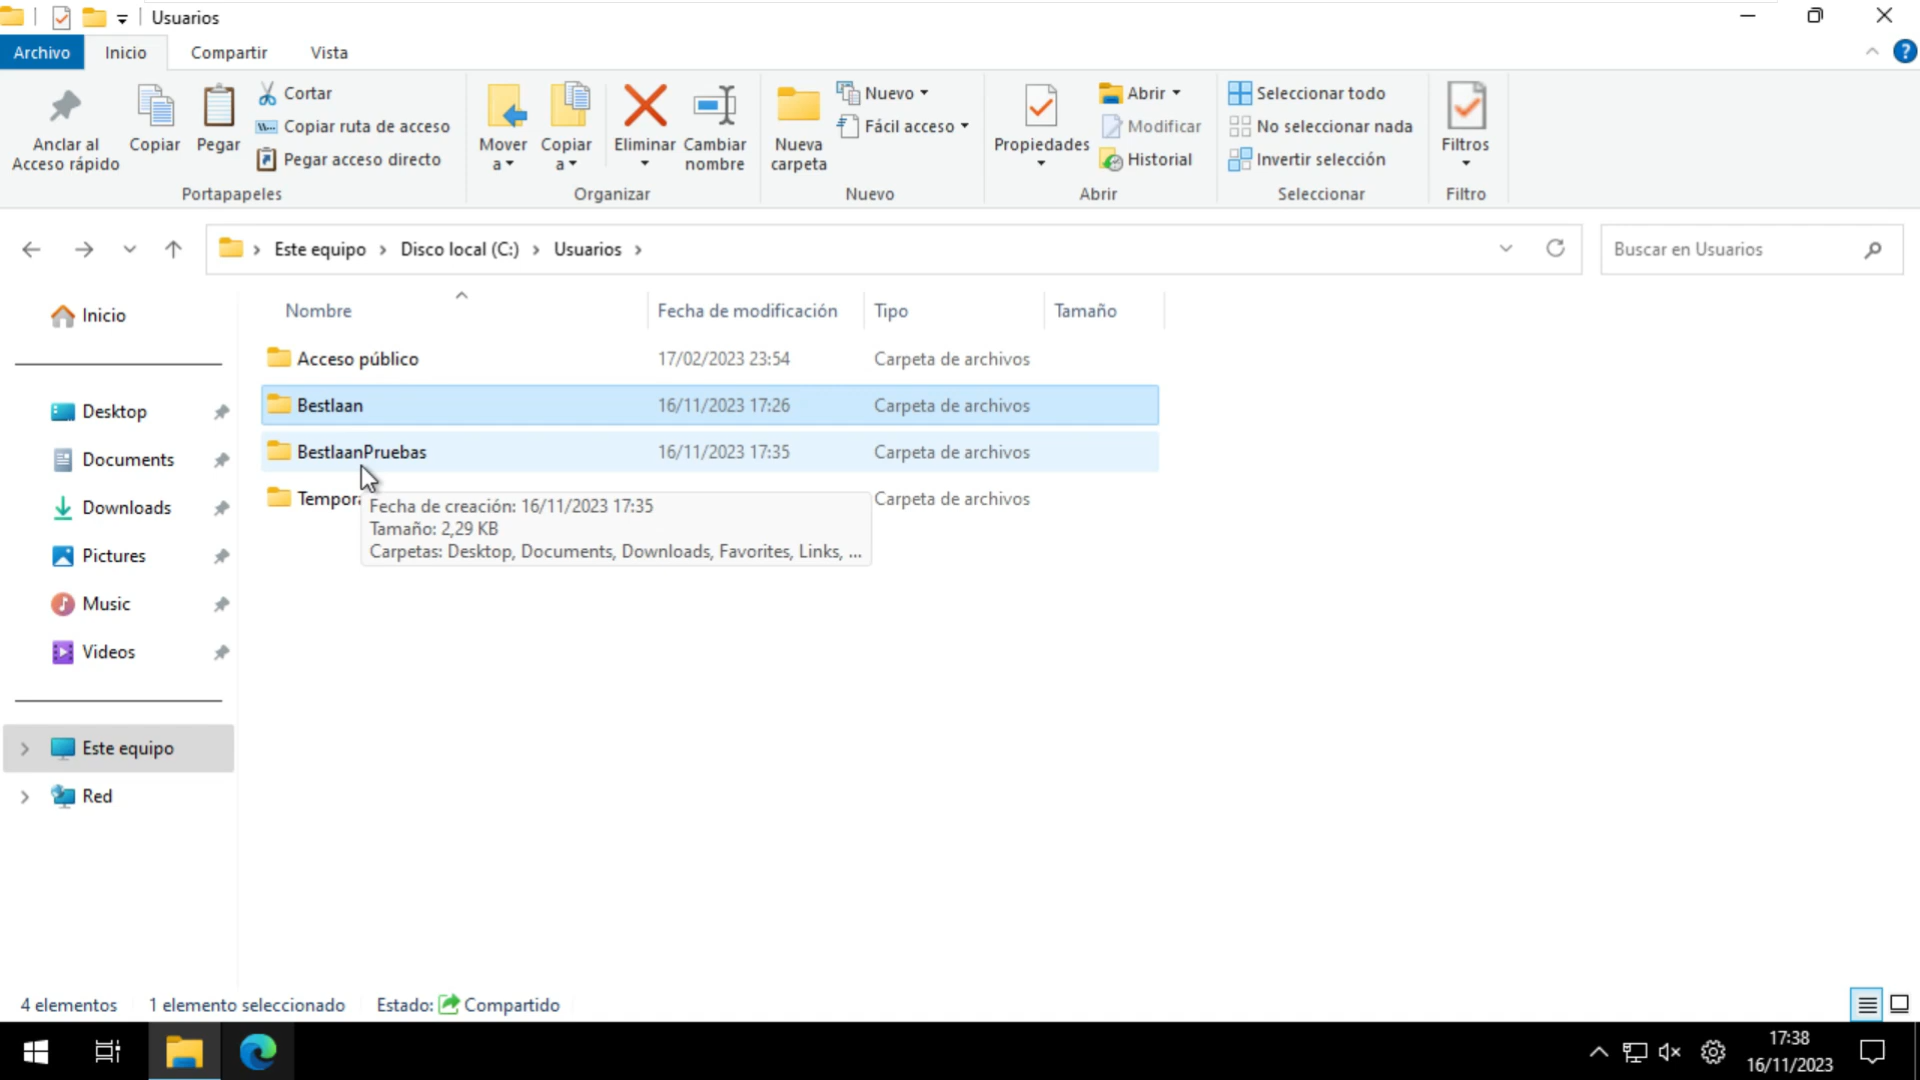 Usuarios
Archivo Inicio Compartir Vista
?
Anclar al Acceso rápido
Copiar
Pegar
Cortar
Copiar ruta de acceso
Pegar acceso directo
Portapapeles
Mover a
Copiar a
Eliminar
Cambiar nombre
Organizar
Nueva carpeta
Nuevo
Fácil acceso
Nuevo
Propiedades
Abrir
Modificar
Historial
Abrir
Seleccionar todo
No seleccionar nada
Invertir selección
Seleccionar
Filtros
Filtro
Este equipo Disco local (C:) Usuarios
Buscar en Usuarios
Inicio
Desktop
Documents
Downloads
Pictures
Music
Videos
Este equipo
Red
Nombre Fecha de modificación Tipo Tamaño
Acceso público 17/02/2023 23:54 Carpeta de archivos
Bestlaan 16/11/2023 17:26 Carpeta de archivos
BestlaanPruebas 16/11/2023 17:35 Carpeta de archivos
Carpeta de archivos
Fecha de creación: 16/11/2023 17:35
Tamaño: 2,29 KB
Carpetas: Desktop, Documents, Downloads, Favorites, Links, ...
4 elementos 1 elemento seleccionado Estado: Compartido
17:38
16/11/2023